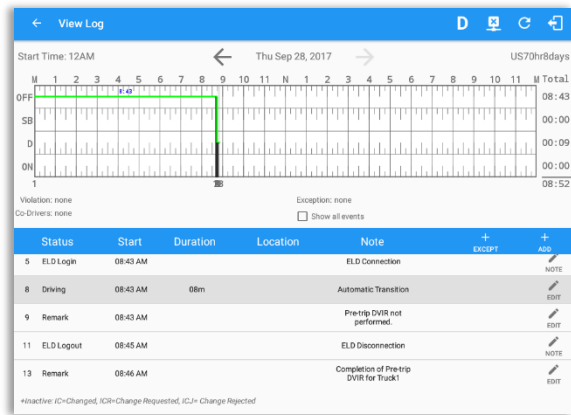 View Log D
Start Time: 12AM Thu Sep 28, 2017 US70hr8days
M 1 2 3 4 5 6 7 8 9 10 11 N 1 2 3 4 5 6 7 8 9 10 11 M Total
8:43
OFF 08:43
SB 00:00
D 00:09
ON 00:00
1 08:52
Violation: none Exception: none
Co-Drivers: none Show all events
Status Start Duration Location Note + EXCEPT + ADD
5 ELD Login 08:43 AM ELD Connection NOTE
8 Driving 08:43 AM 08m Automatic Transition EDIT
9 Remark 08:43 AM Pre-trip DVIR not
performed. EDIT
11 ELD Logout 08:45 AM ELD Disconnection NOTE
13 Remark 08:46 AM Completion of Pre-trip
DVIR for Truck1 EDIT
*Inactive: IC=Changed, ICR=Change Requested, ICJ= Change Rejected